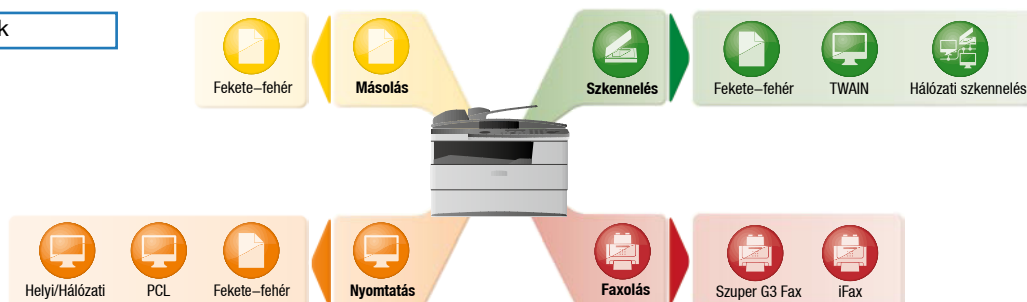 Fekete–fehér
Másolás
Szkennelés
Fekete–fehér
TWAIN
Hálózati szkennelés
Helyi/Hálózati
PCL
Fekete–fehér
Nyomtatás
Faxolás
Szuper G3 Fax
iFax